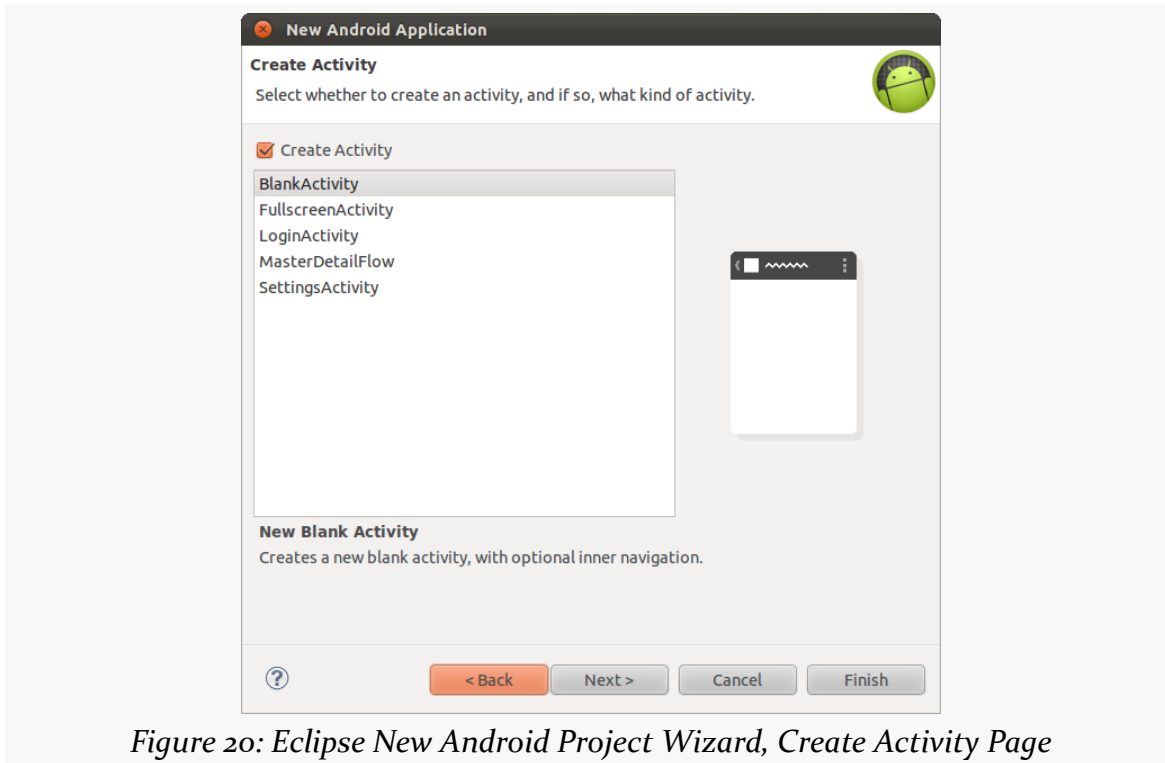 New Android Application
Create Activity
Select whether to create an activity, and if so, what kind of activity.
Create Activity
BlankActivity
FullscreenActivity
LoginActivity
MasterDetailFlow
SettingsActivity
New Blank Activity
Creates a new blank activity, with optional inner navigation.
< Back
Next >
Cancel
Finish
Figure 20: Eclipse New Android Project Wizard, Create Activity Page